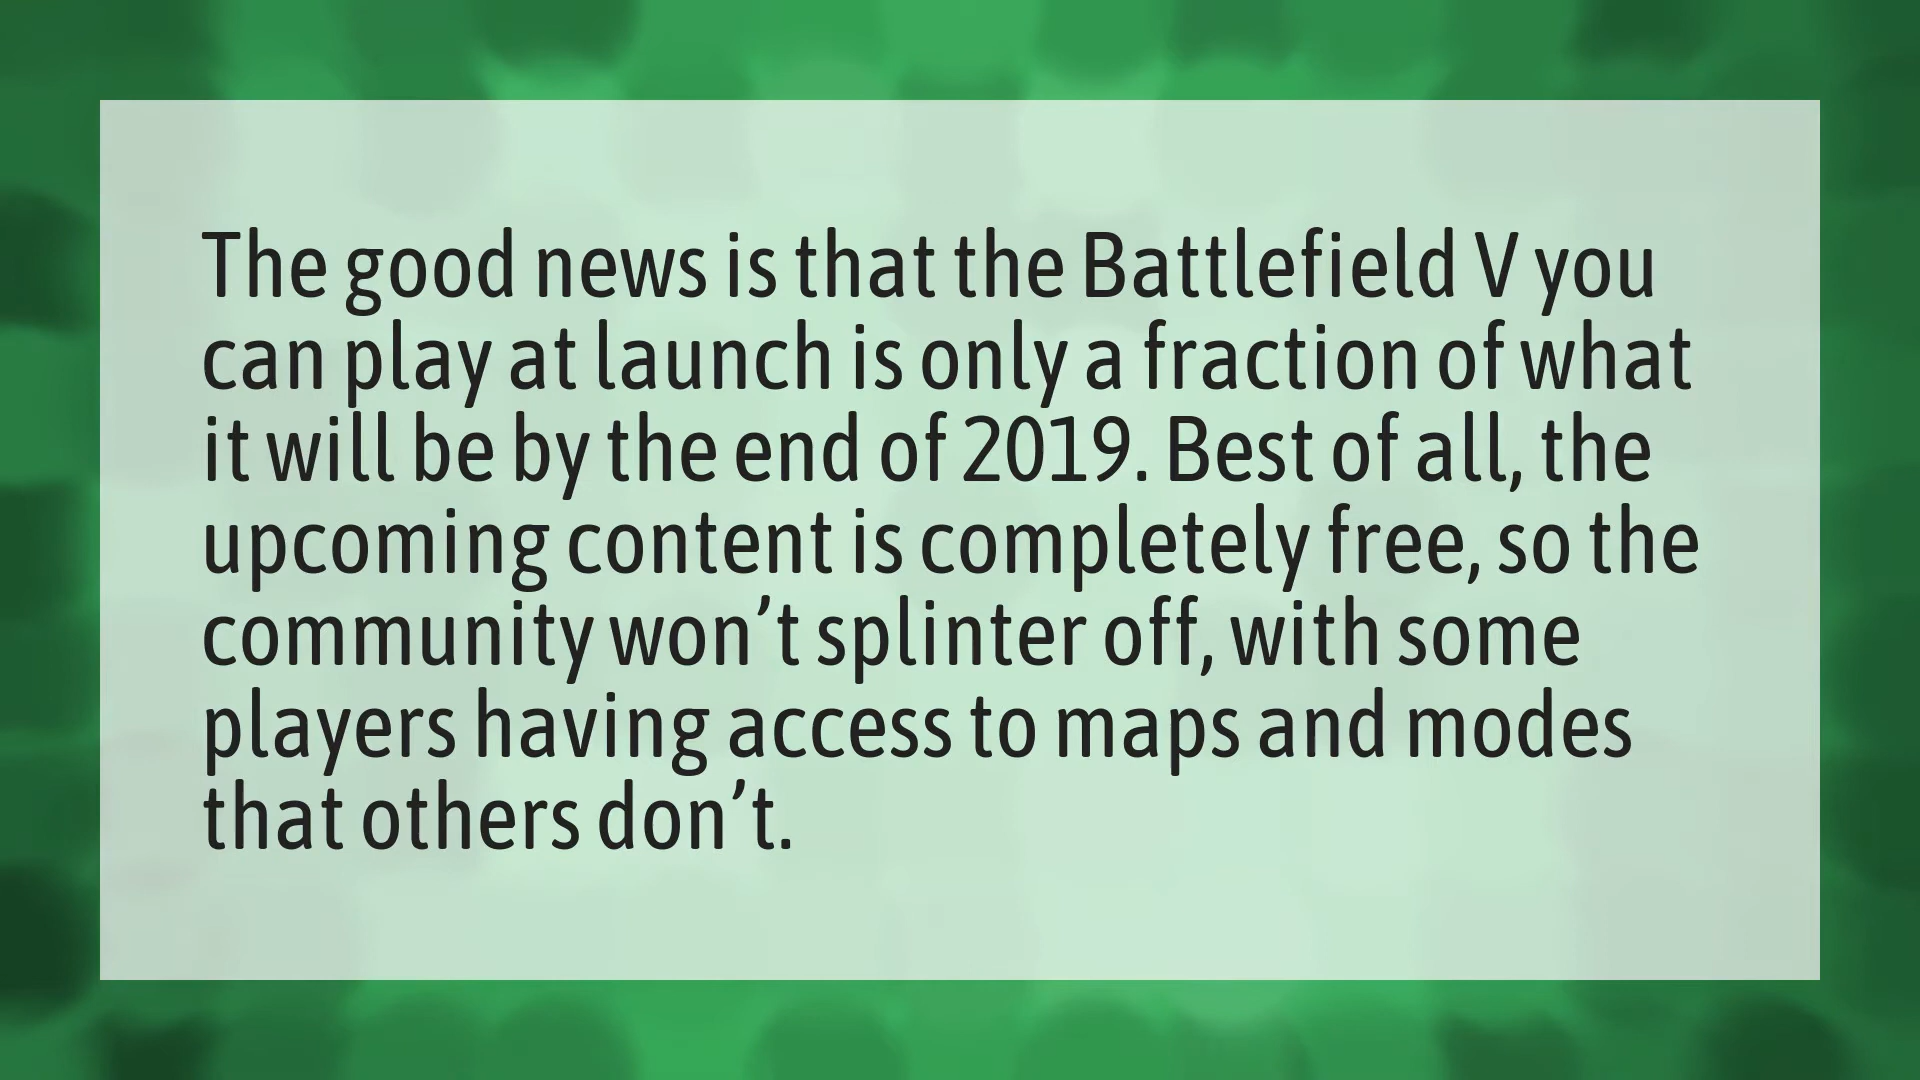 The good news is that the Battlefield V you
can play at launch is only a fraction of what
it will be by the end of 2019. Best of all, the
upcoming content is completely free, so the
community won’t splinter off, with some
players having access to maps and modes
that others don’t.